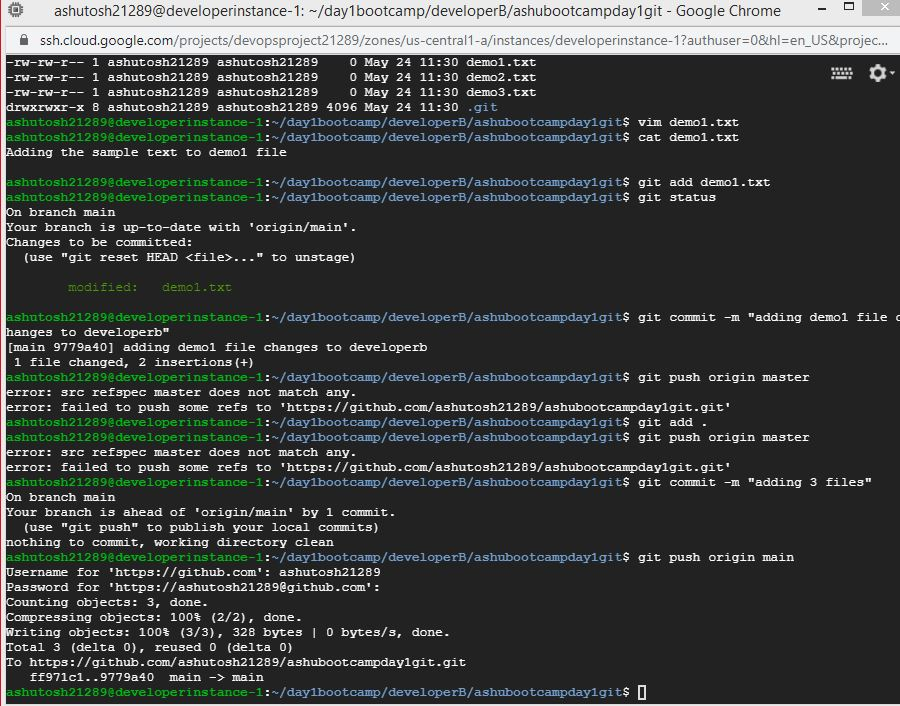 ashutosh21289@developerinstance-1: ~/day1bootcamp/developerB/ashubootcampday1git - Google Chrome
ssh.cloud.google.com/projects/devopsproject21289/zones/us-central1-a/instances/developerinstance-1?authuser=0&hl=en_US&projec...
-rw-rw-r-- 1 ashutosh21289 ashutosh21289    0 May 24 11:30 demo1.txt
-rw-rw-r-- 1 ashutosh21289 ashutosh21289    0 May 24 11:30 demo2.txt
-rw-rw-r-- 1 ashutosh21289 ashutosh21289    0 May 24 11:30 demo3.txt
drwxrwxr-x 8 ashutosh21289 ashutosh21289 4096 May 24 11:30 .git
ashutosh21289@developerinstance-1:~/day1bootcamp/developerB/ashubootcampday1git$ vim demo1.txt
ashutosh21289@developerinstance-1:~/day1bootcamp/developerB/ashubootcampday1git$ cat demo1.txt
Adding the sample text to demo1 file
ashutosh21289@developerinstance-1:~/day1bootcamp/developerB/ashubootcampday1git$ git add demo1.txt
ashutosh21289@developerinstance-1:~/day1bootcamp/developerB/ashubootcampday1git$ git status
On branch main
Your branch is up-to-date with 'origin/main'.
Changes to be committed:
  (use "git reset HEAD <file>..." to unstage)
        modified:   demo1.txt
ashutosh21289@developerinstance-1:~/day1bootcamp/developerB/ashubootcampday1git$ git commit -m "adding demo1 file c
hanges to developerb"
[main 9779a40] adding demo1 file changes to developerb
 1 file changed, 2 insertions(+)
ashutosh21289@developerinstance-1:~/day1bootcamp/developerB/ashubootcampday1git$ git push origin master
error: src refspec master does not match any.
error: failed to push some refs to 'https://github.com/ashutosh21289/ashubootcampday1git.git'
ashutosh21289@developerinstance-1:~/day1bootcamp/developerB/ashubootcampday1git$ git add .
ashutosh21289@developerinstance-1:~/day1bootcamp/developerB/ashubootcampday1git$ git push origin master
error: src refspec master does not match any.
error: failed to push some refs to 'https://github.com/ashutosh21289/ashubootcampday1git.git'
ashutosh21289@developerinstance-1:~/day1bootcamp/developerB/ashubootcampday1git$ git commit -m "adding 3 files"
On branch main
Your branch is ahead of 'origin/main' by 1 commit.
  (use "git push" to publish your local commits)
nothing to commit, working directory clean
ashutosh21289@developerinstance-1:~/day1bootcamp/developerB/ashubootcampday1git$ git push origin main
Username for 'https://github.com': ashutosh21289
Password for 'https://ashutosh21289@github.com':
Counting objects: 3, done.
Compressing objects: 100% (2/2), done.
Writing objects: 100% (3/3), 328 bytes | 0 bytes/s, done.
Total 3 (delta 0), reused 0 (delta 0)
To https://github.com/ashutosh21289/ashubootcampday1git.git
   ff971c1..9779a40  main -> main
ashutosh21289@developerinstance-1:~/day1bootcamp/developerB/ashubootcampday1git$